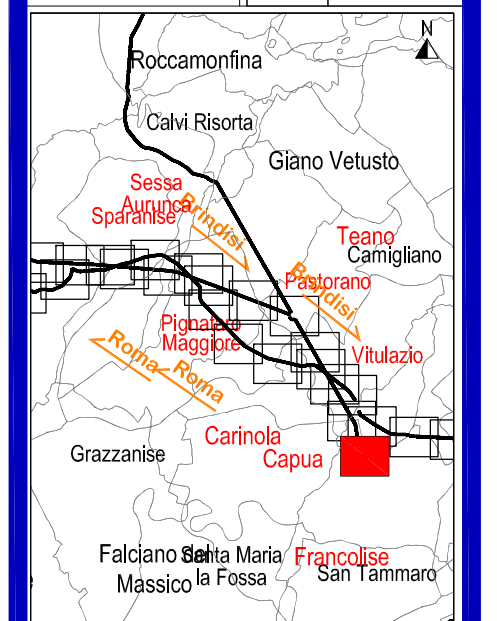 N
Roccamonfina
Calvi Risorta
Giano Vetusto
Sessa
Aurunca
Sparanise
Brindisi
Teano
Camigliano
Pastorano
Brindisi
Pignataro
Maggiore
Vitulazio
Roma
Roma
Carinola
Capua
Grazzanise
Falciano del
Massico
Santa Maria
la Fossa
Francolise
San Tammaro